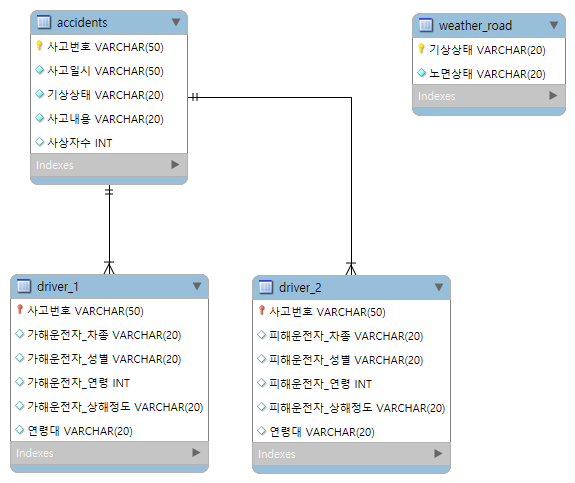 accidents
사고번호 VARCHAR(50)
사고일시 VARCHAR(50)
기상상태 VARCHAR(20)
사고내용 VARCHAR(20)
사상자수 INT
Indexes
weather_road
기상상태 VARCHAR(20)
노면상태 VARCHAR(20)
Indexes
driver_1
사고번호 VARCHAR(50)
가해운전자_차종 VARCHAR(20)
가해운전자_성별 VARCHAR(20)
가해운전자_연령 INT
가해운전자_상해정도 VARCHAR(20)
연령대 VARCHAR(20)
Indexes
driver_2
사고번호 VARCHAR(50)
피해운전자_차종 VARCHAR(20)
피해운전자_성별 VARCHAR(20)
피해운전자_연령 INT
피해운전자_상해정도 VARCHAR(20)
연령대 VARCHAR(20)
Indexes